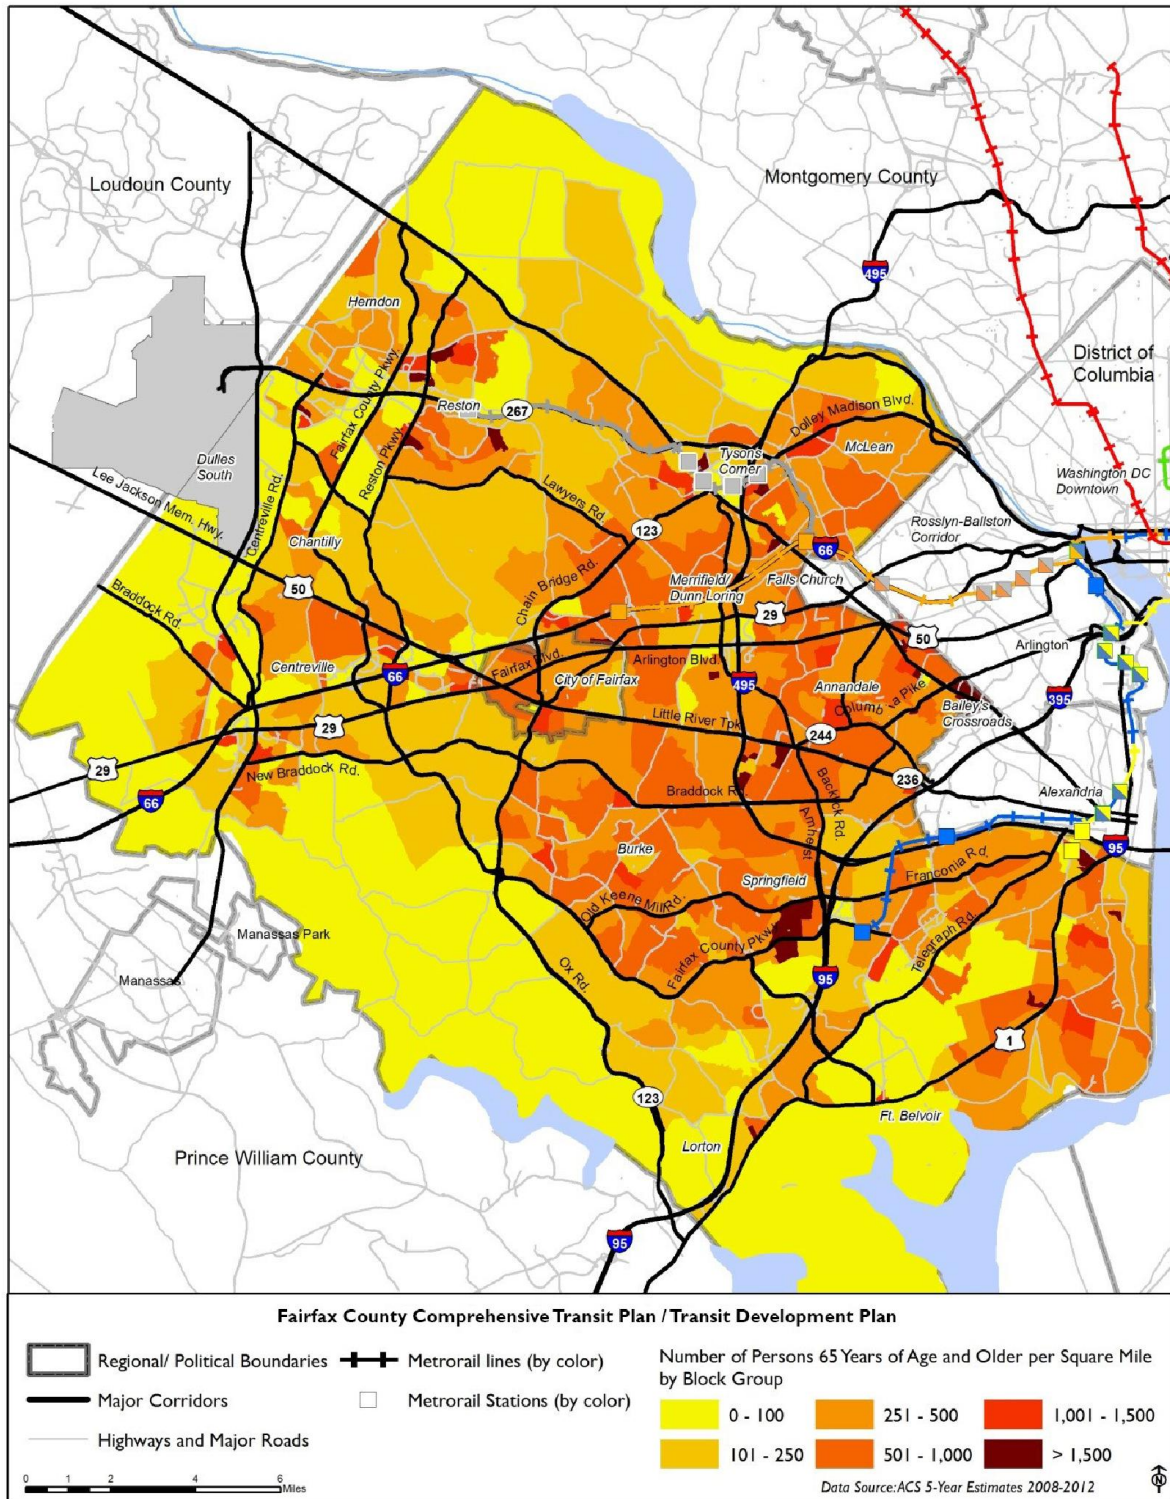 Loudoun County
Montgomery County
495
Herndon
District of
Columbia
Fairfax County Pkwy.
Reston
267
Dolley Madison Blvd.
McLean
Tysons
Corner
Dulles
South
Reston Pkwy.
Washington DC
Downtown
Lee Jackson Mem. Hwy.
Centreville Rd.
Lawyers Rd.
Rosslyn-Ballston
Corridor
Chantilly
123
66
50
Chain Bridge Rd.
Merrifield/
Dunn Loring
Falls Church
Braddock Rd.
29
50
Arlington
Centreville
66
Fairfax Blvd.
Arlington Blvd.
City of Fairfax
495
Annandale
395
Columbia Pike
Bailey's
Crossroads
29
Little River Tpk.
244
29
New Braddock Rd.
236
66
Braddock Rd.
Backlick Rd.
Alexandria
Amherst
Burke
95
Springfield
Franconia Rd.
Old Keene Mill Rd.
Manassas Park
Fairfax County Pkwy.
Telegraph Rd.
Manassas
Ox Rd.
95
1
123
Ft. Belvoir
Lorton
Prince William County
95
Fairfax County Comprehensive Transit Plan / Transit Development Plan
Regional/ Political Boundaries
Metrorail lines (by color)
Major Corridors
Metrorail Stations (by color)
Highways and Major Roads
0 1 2 4 6
Miles
Number of Persons 65 Years of Age and Older per Square Mile
by Block Group
0 - 100
251 - 500
1,001 - 1,500
101 - 250
501 - 1,000
> 1,500
Data Source: ACS 5-Year Estimates 2008-2012
N